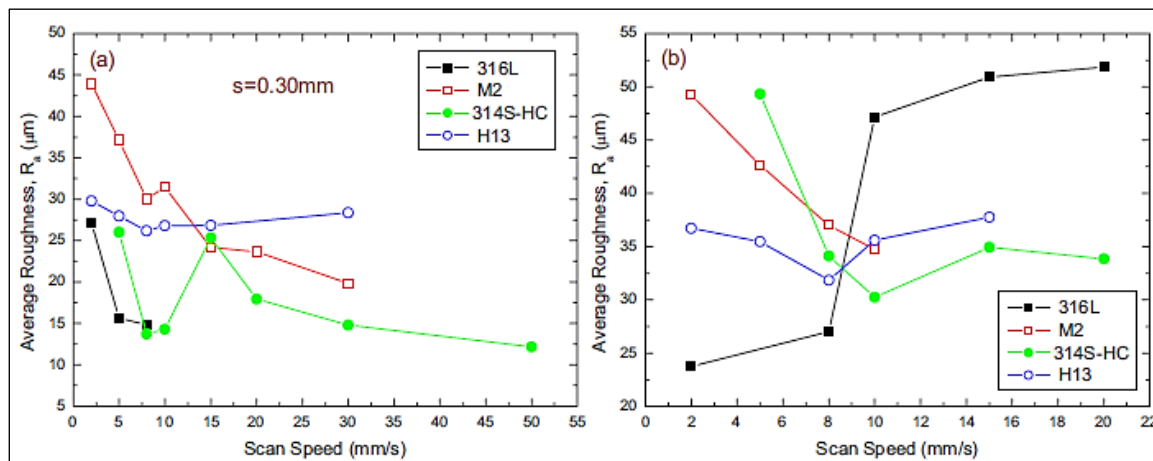 (a)
s=0.30mm
316L
M2
314S-HC
H13
Average Roughness, Rₐ (μm)
50
45
40
35
30
25
20
15
10
5
0 5 10 15 20 25 30 35 40 45 50 55
Scan Speed (mm/s)
(b)
316L
M2
314S-HC
H13
Average Roughness, Rₐ (μm)
55
50
45
40
35
30
25
20
0 2 4 6 8 10 12 14 16 18 20 22
Scan Speed (mm/s)